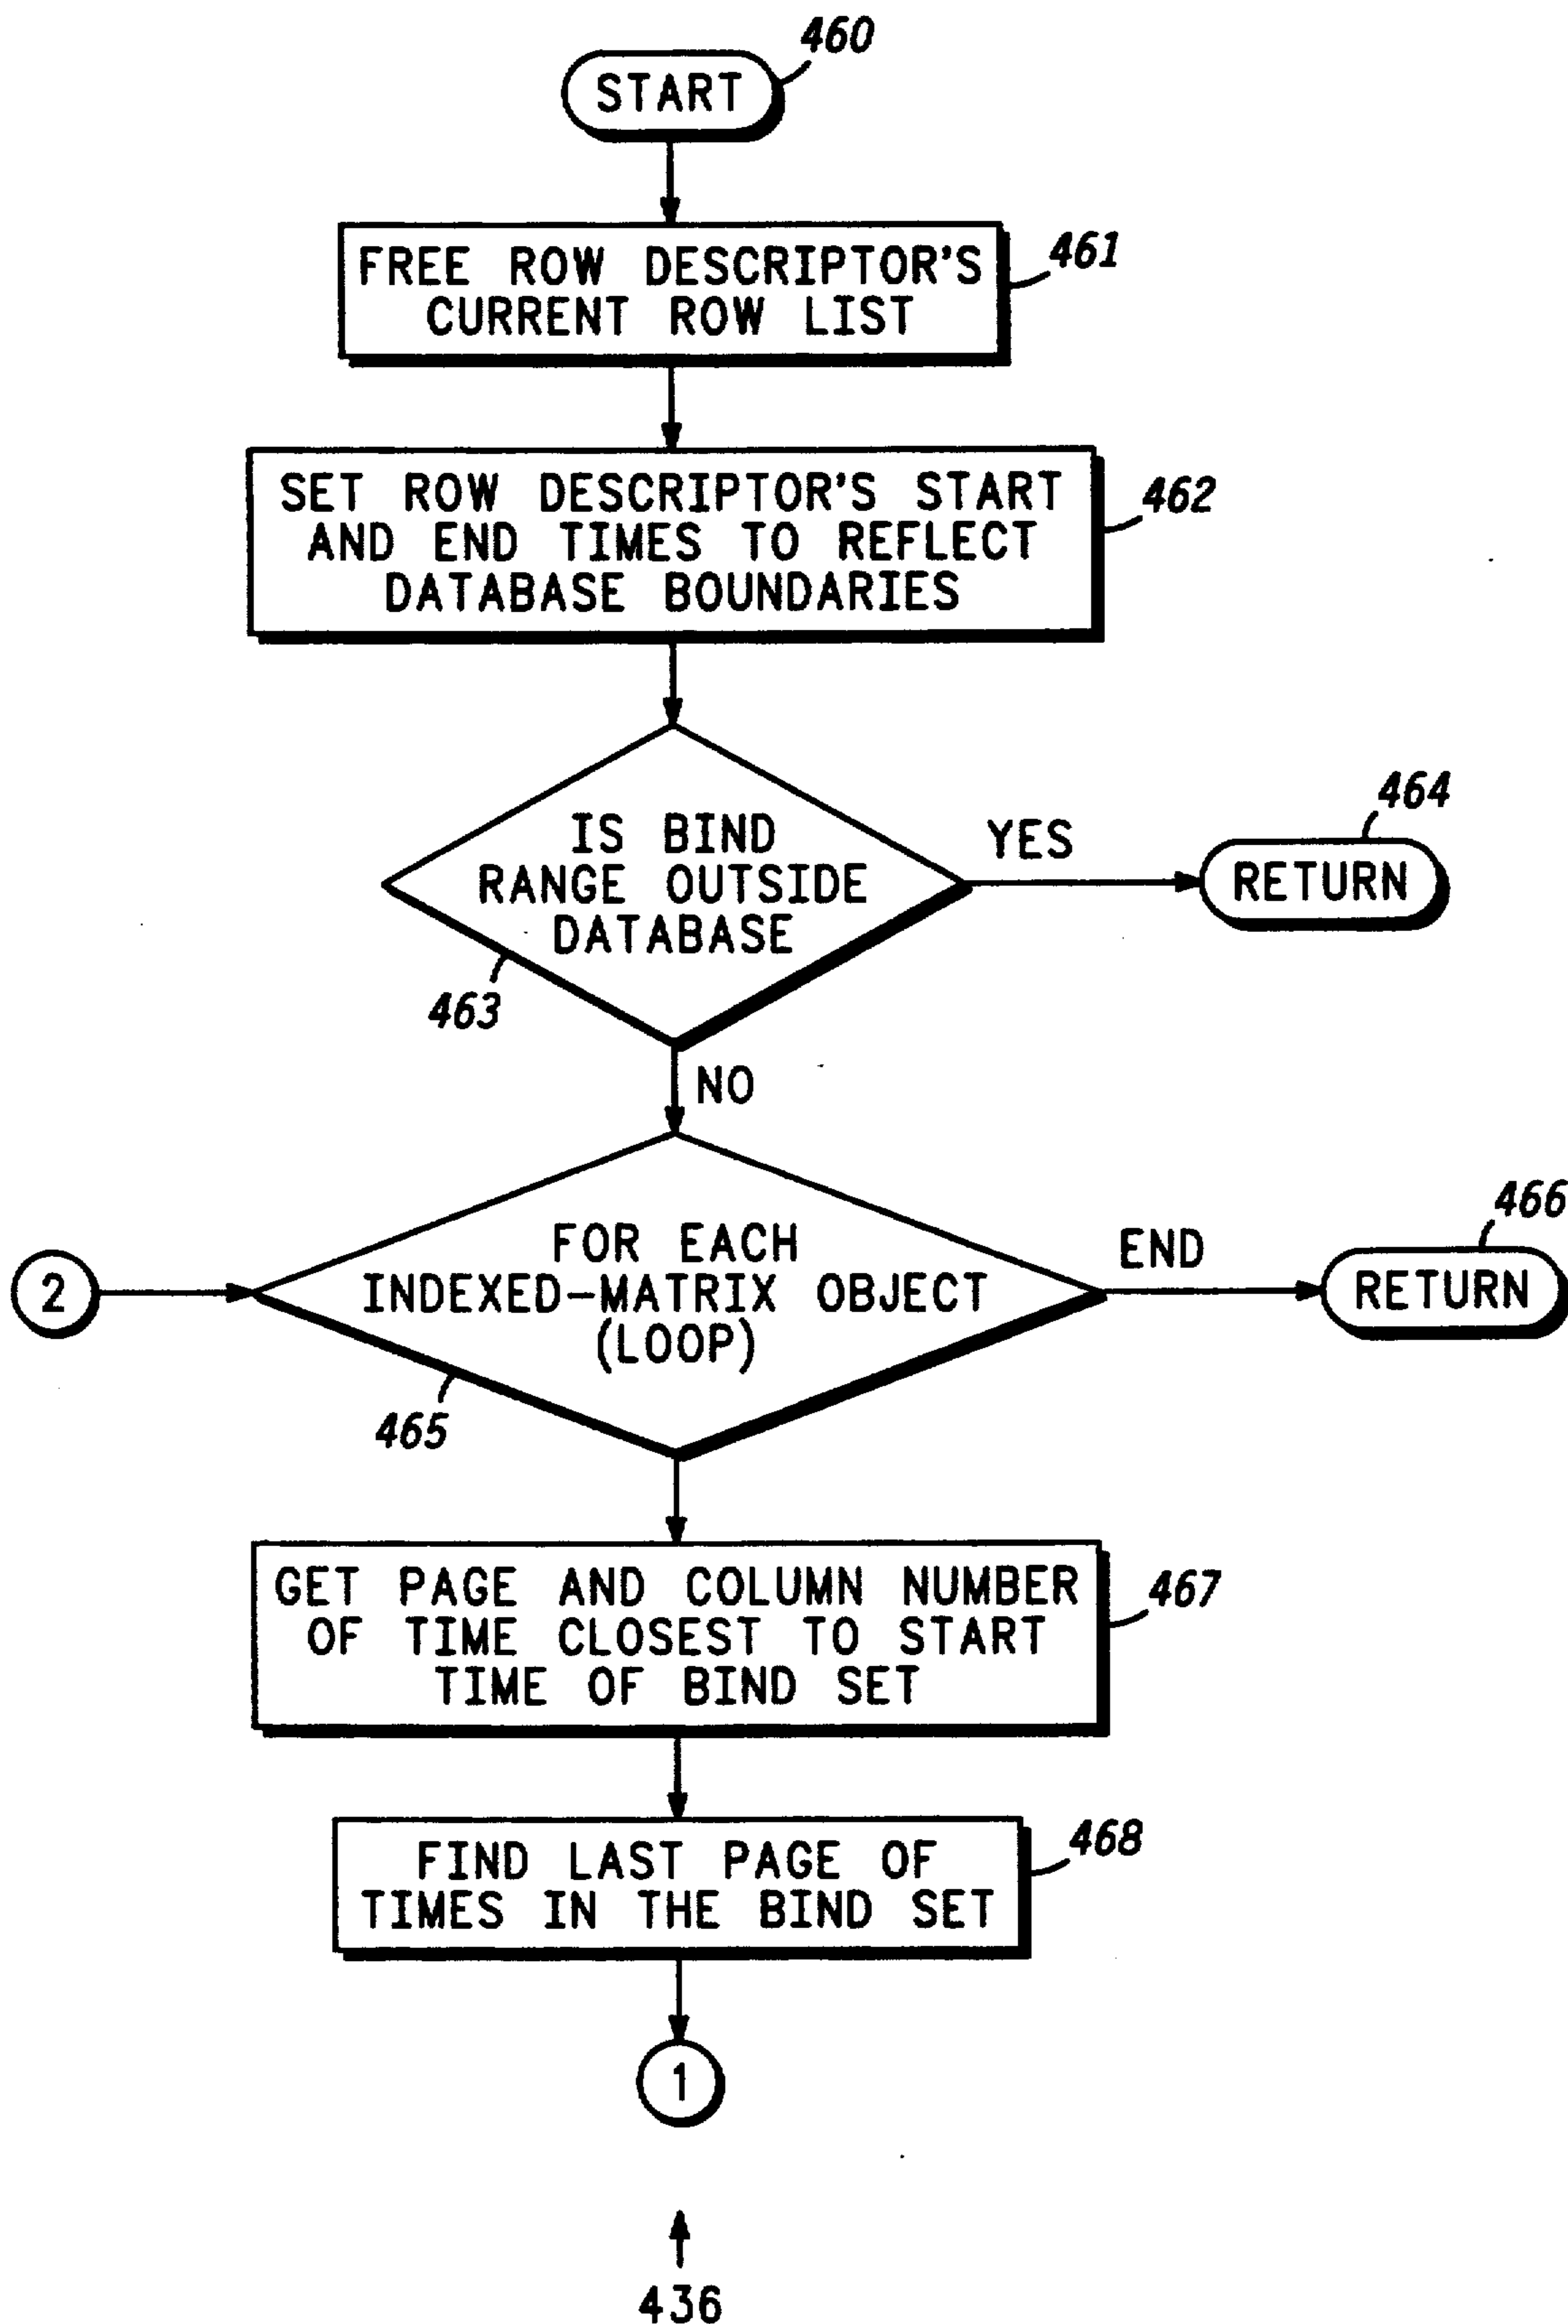 460
START
FREE ROW DESCRIPTOR'S
CURRENT ROW LIST
461
SET ROW DESCRIPTOR'S START
AND END TIMES TO REFLECT
DATABASE BOUNDARIES
462
IS BIND
RANGE OUTSIDE
DATABASE
463
YES
464
RETURN
NO
2
FOR EACH
INDEXED-MATRIX OBJECT
(LOOP)
465
END
466
RETURN
GET PAGE AND COLUMN NUMBER
OF TIME CLOSEST TO START
TIME OF BIND SET
467
FIND LAST PAGE OF
TIMES IN THE BIND SET
468
1
436